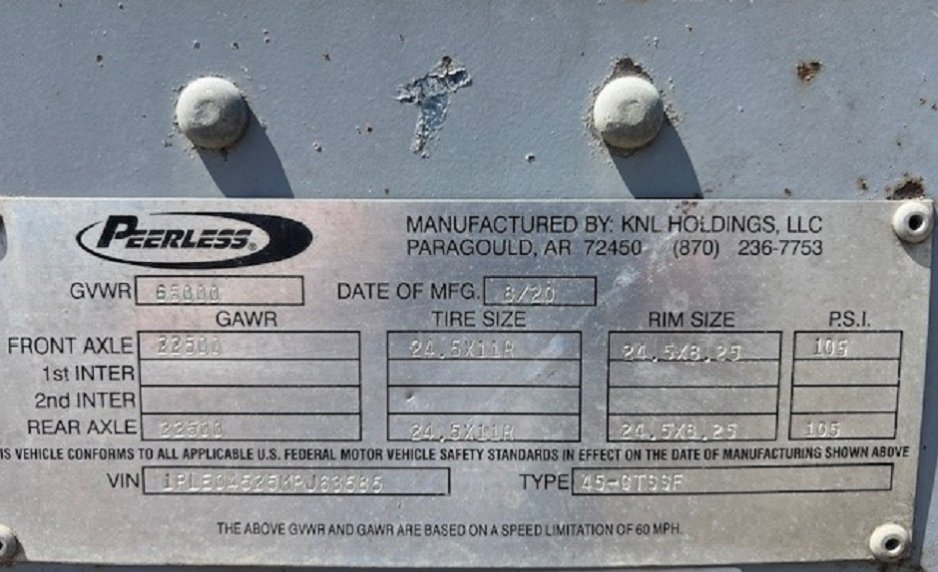 PEERLESS®
MANUFACTURED BY: KNL HOLDINGS, LLC
PARAGOULD, AR 72450 (870) 236-7753
GVWR 65000 DATE OF MFG. 8/20
GAWR TIRE SIZE RIM SIZE P.S.I.
FRONT AXLE 22500 24.5X11R 24.5X8.25 105
1st INTER
2nd INTER
REAR AXLE 22500 24.5X11R 24.5X8.25 105
VEHICLE CONFORMS TO ALL APPLICABLE U.S. FEDERAL MOTOR VEHICLE SAFETY STANDARDS IN EFFECT ON THE DATE OF MANUFACTURING SHOWN ABOVE
VIN TYPE 45-CTSSF
THE ABOVE GVWR AND GAWR ARE BASED ON A SPEED LIMITATION OF 60 MPH.